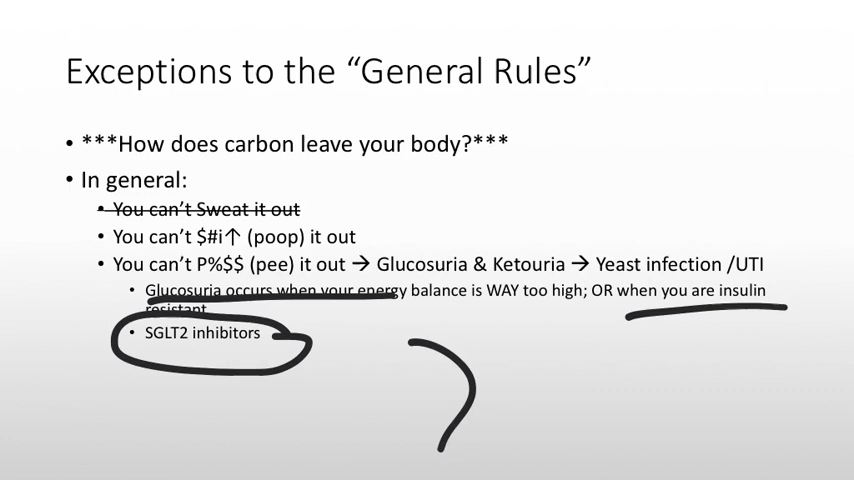 Exceptions to the “General Rules”
• ***How does carbon leave your body?***
• In general:
• You can’t Sweat it out
• You can’t $#i↑ (poop) it out
• You can’t P%$$ (pee) it out → Glucosuria & Ketouria → Yeast infection /UTI
• Glucosuria occurs when your energy balance is WAY too high; OR when you are insulin
resistant
• SGLT2 inhibitors